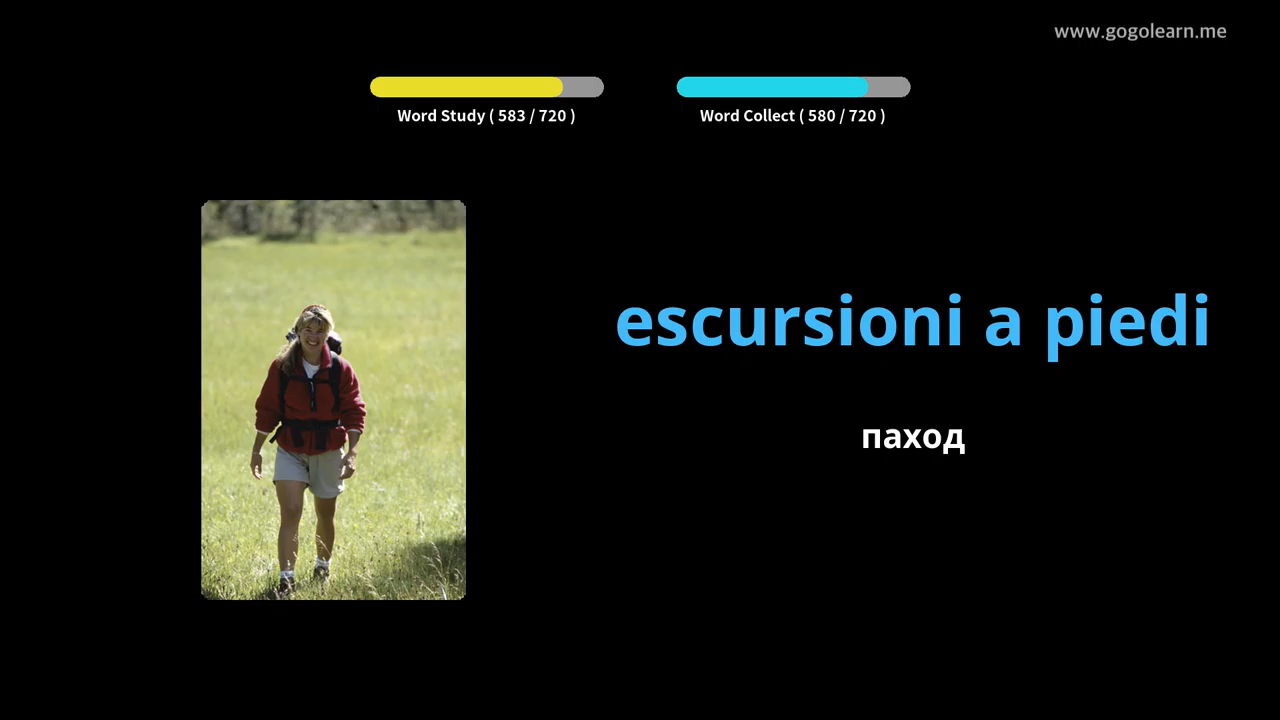 www.gogolearn.me
Word Study ( 583 / 720 )
Word Collect ( 580 / 720 )
escursioni a piedi
паход